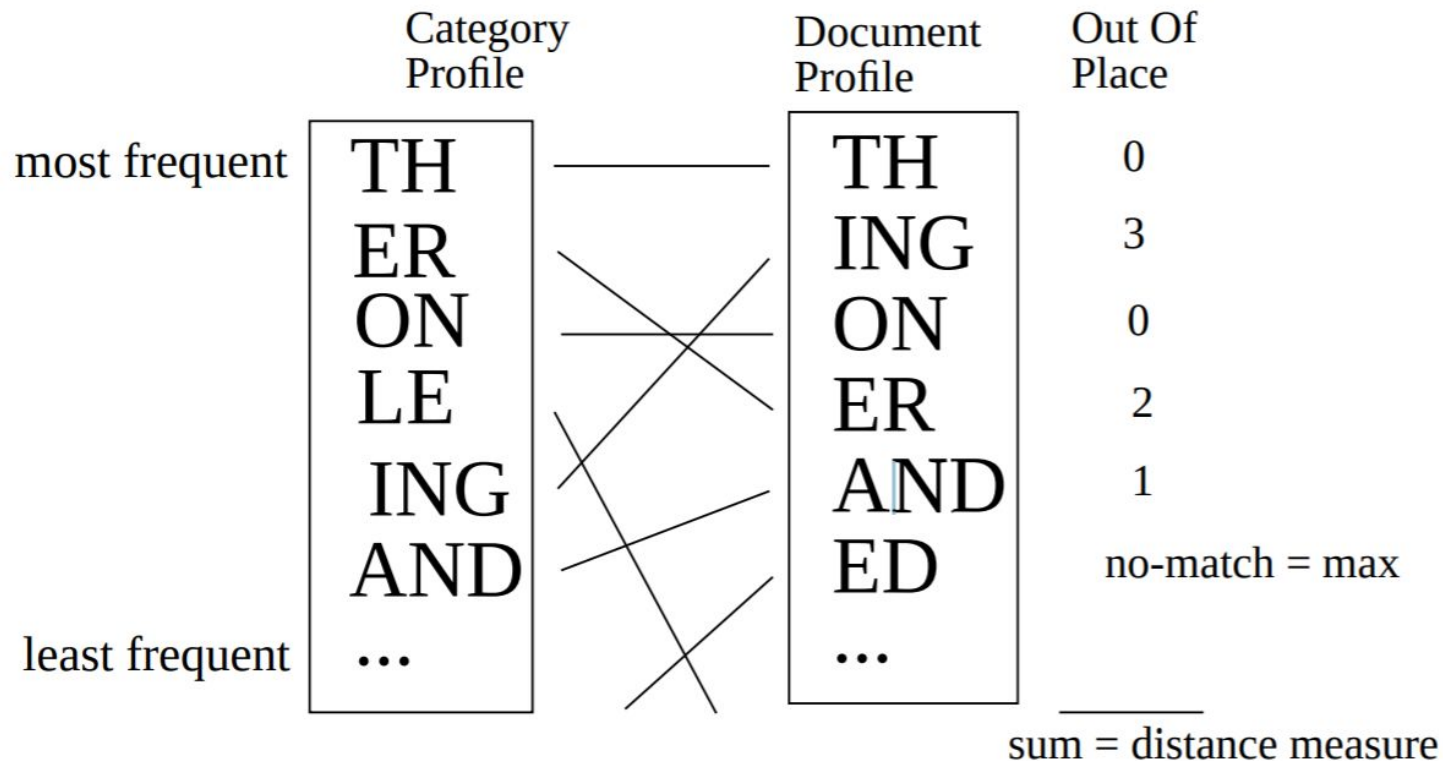 Category
Profile
Document
Profile
Out Of
Place
most frequent
TH
TH
0
ER
ING
3
ON
ON
0
LE
ER
2
ING
AND
1
AND
ED
no-match = max
least frequent
...
...
sum = distance measure